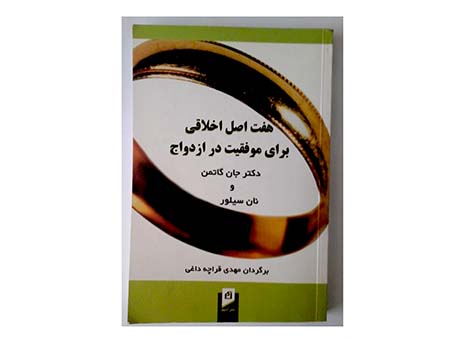 هفت اصل اخلاقی
برای موفقیت در ازدواج
دکتر جان گاتمن
و
نان سیلور
برگردان مهدی قراچه داغی